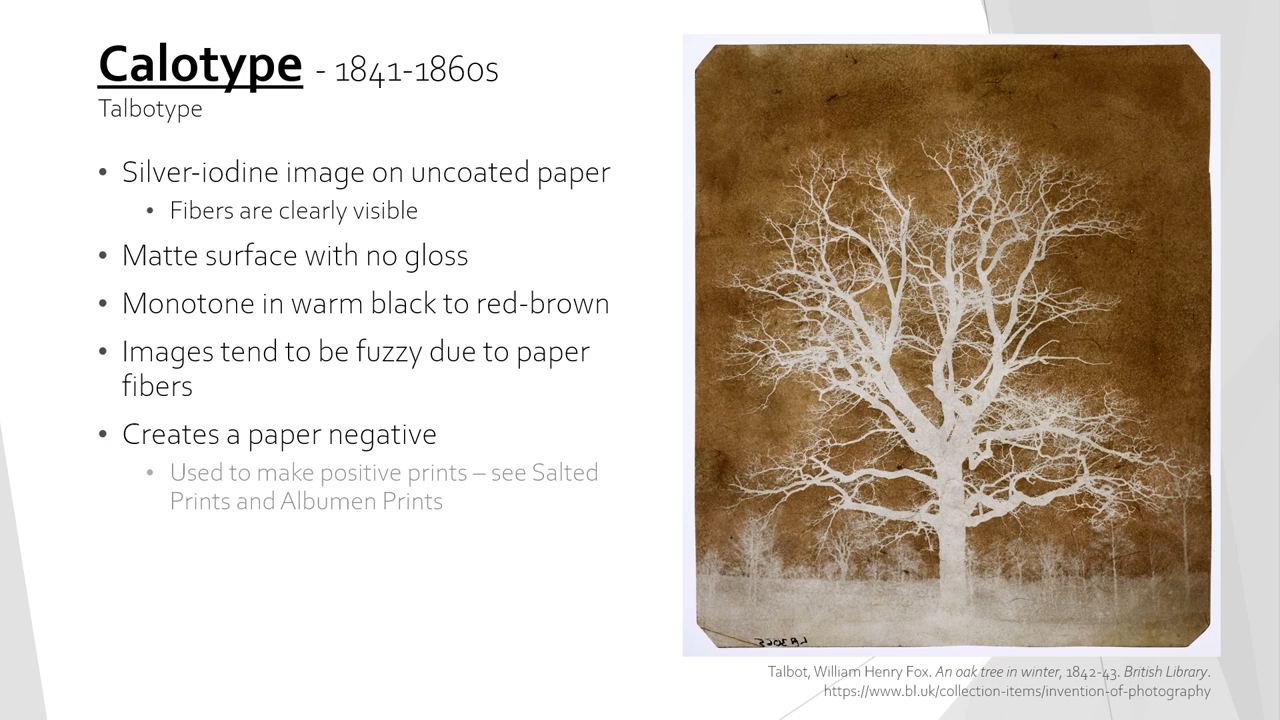 Calotype - 1841-1860s
Talbotype
• Silver-iodine image on uncoated paper
• Fibers are clearly visible
• Matte surface with no gloss
• Monotone in warm black to red-brown
• Images tend to be fuzzy due to paper
fibers
• Creates a paper negative
• Used to make positive prints – see Salted
Prints and Albumen Prints
LA3065
Talbot, William Henry Fox. An oak tree in winter, 1842-43. British Library.
https://www.bl.uk/collection-items/invention-of-photography